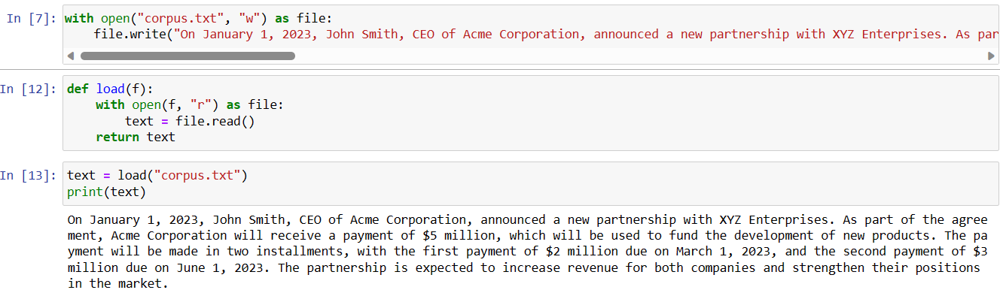 In [7]: with open("corpus.txt", "w") as file:
file.write("On January 1, 2023, John Smith, CEO of Acme Corporation, announced a new partnership with XYZ Enterprises. As par
In [12]: def load(f):
with open(f, "r") as file:
text = file.read()
return text
In [13]: text = load("corpus.txt")
print(text)
On January 1, 2023, John Smith, CEO of Acme Corporation, announced a new partnership with XYZ Enterprises. As part of the agree
ment, Acme Corporation will receive a payment of $5 million, which will be used to fund the development of new products. The pa
yment will be made in two installments, with the first payment of $2 million due on March 1, 2023, and the second payment of $3
million due on June 1, 2023. The partnership is expected to increase revenue for both companies and strengthen their positions
in the market.